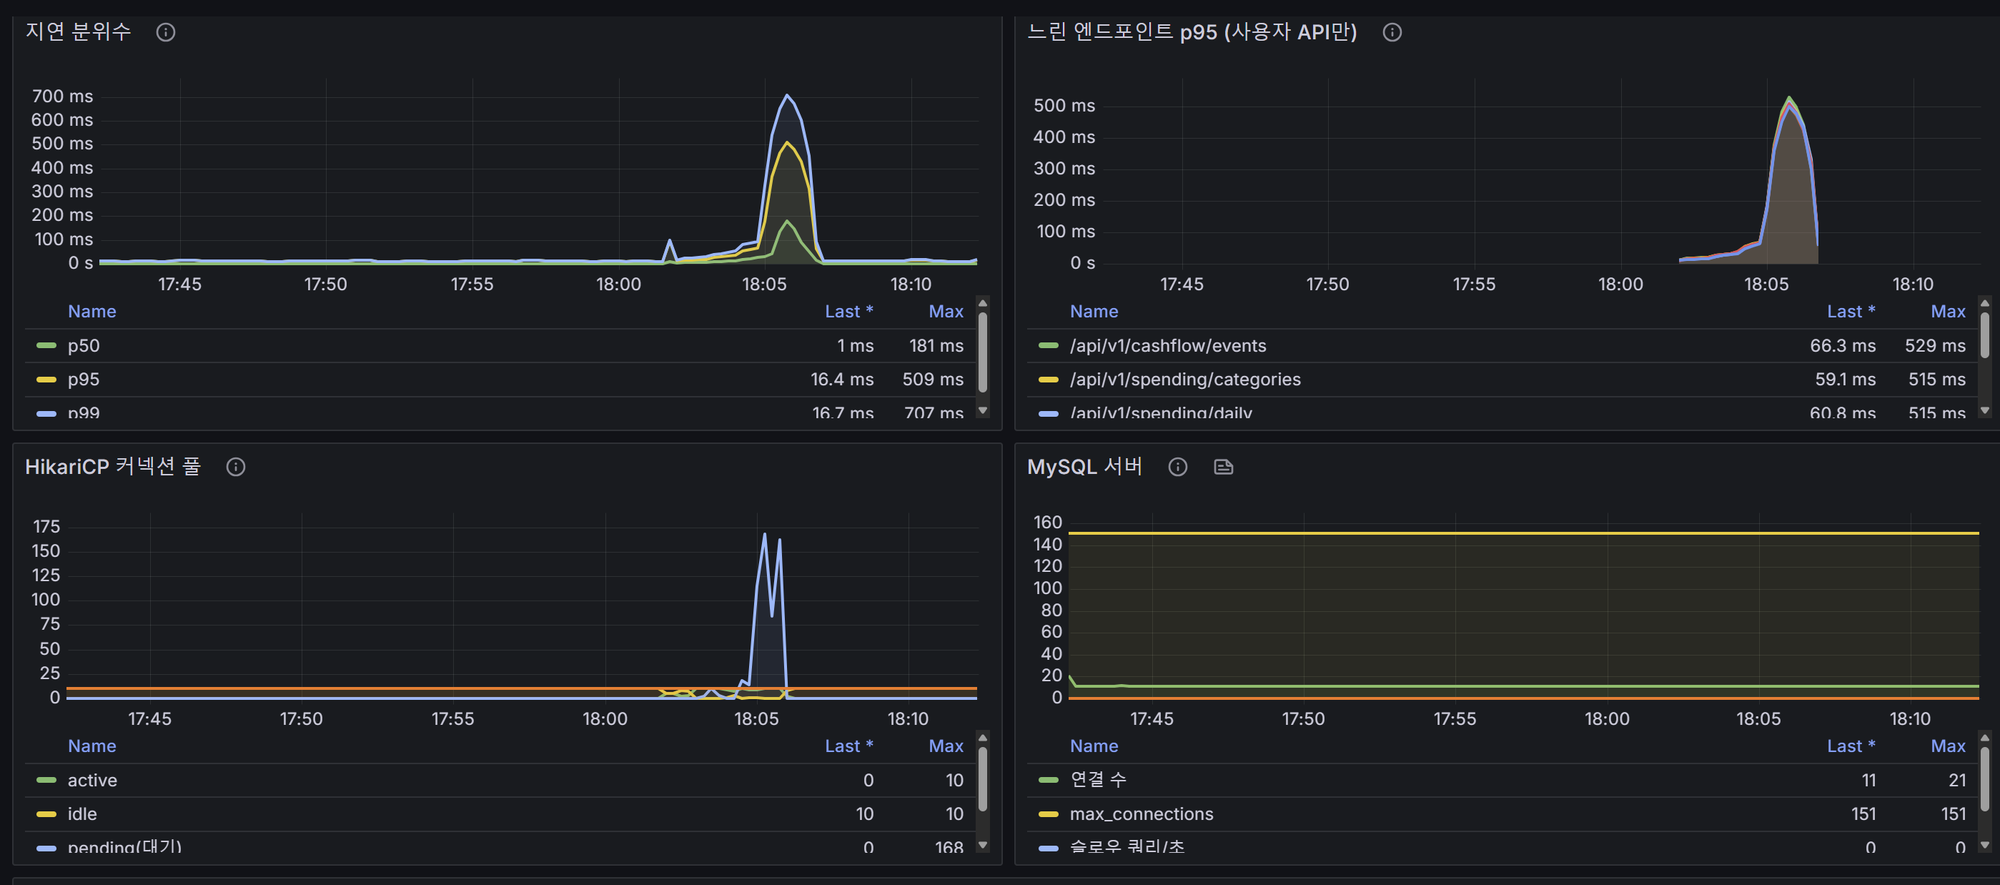 지연 분위수
700 ms
600 ms
500 ms
400 ms
300 ms
200 ms
100 ms
0 s
17:45 17:50 17:55 18:00 18:05 18:10
Name Last * Max
p50 1 ms 181 ms
p95 16.4 ms 509 ms
p99 16.7 ms 707 ms
느린 엔드포인트 p95 (사용자 API만)
500 ms
400 ms
300 ms
200 ms
100 ms
0 s
17:45 17:50 17:55 18:00 18:05 18:10
Name Last * Max
/api/v1/cashflow/events 66.3 ms 529 ms
/api/v1/spending/categories 59.1 ms 515 ms
/api/v1/spending/daily 60.8 ms 515 ms
HikariCP 커넥션 풀
175
150
125
100
75
50
25
0
17:45 17:50 17:55 18:00 18:05 18:10
Name Last * Max
active 0 10
idle 10 10
pending(대기) 0 168
MySQL 서버
160
140
120
100
80
60
40
20
0
17:45 17:50 17:55 18:00 18:05 18:10
Name Last * Max
연결 수 11 21
max_connections 151 151
슬로우 쿼리/초 0 0